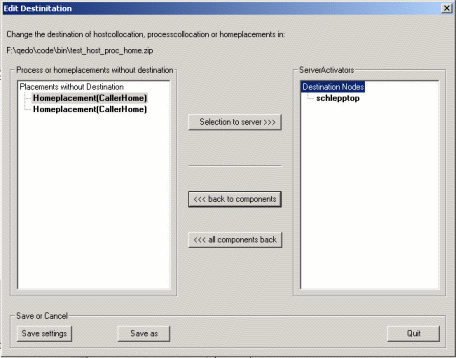 Edit Destinitation
Change the destination of hostcollocation, processcollocation or homeplacements in:
F:\qedo\code\bin\test_host_proc_home.zip
Process or homeplacements without destination
ServerActivators
Placements without Destination
Homeplacement(CallerHome)
Homeplacement(CallerHome)
Destination Nodes
schlepptop
Selection to server >>>
<<< back to components
<<< all components back
Save or Cancel
Save settings
Save as
Quit